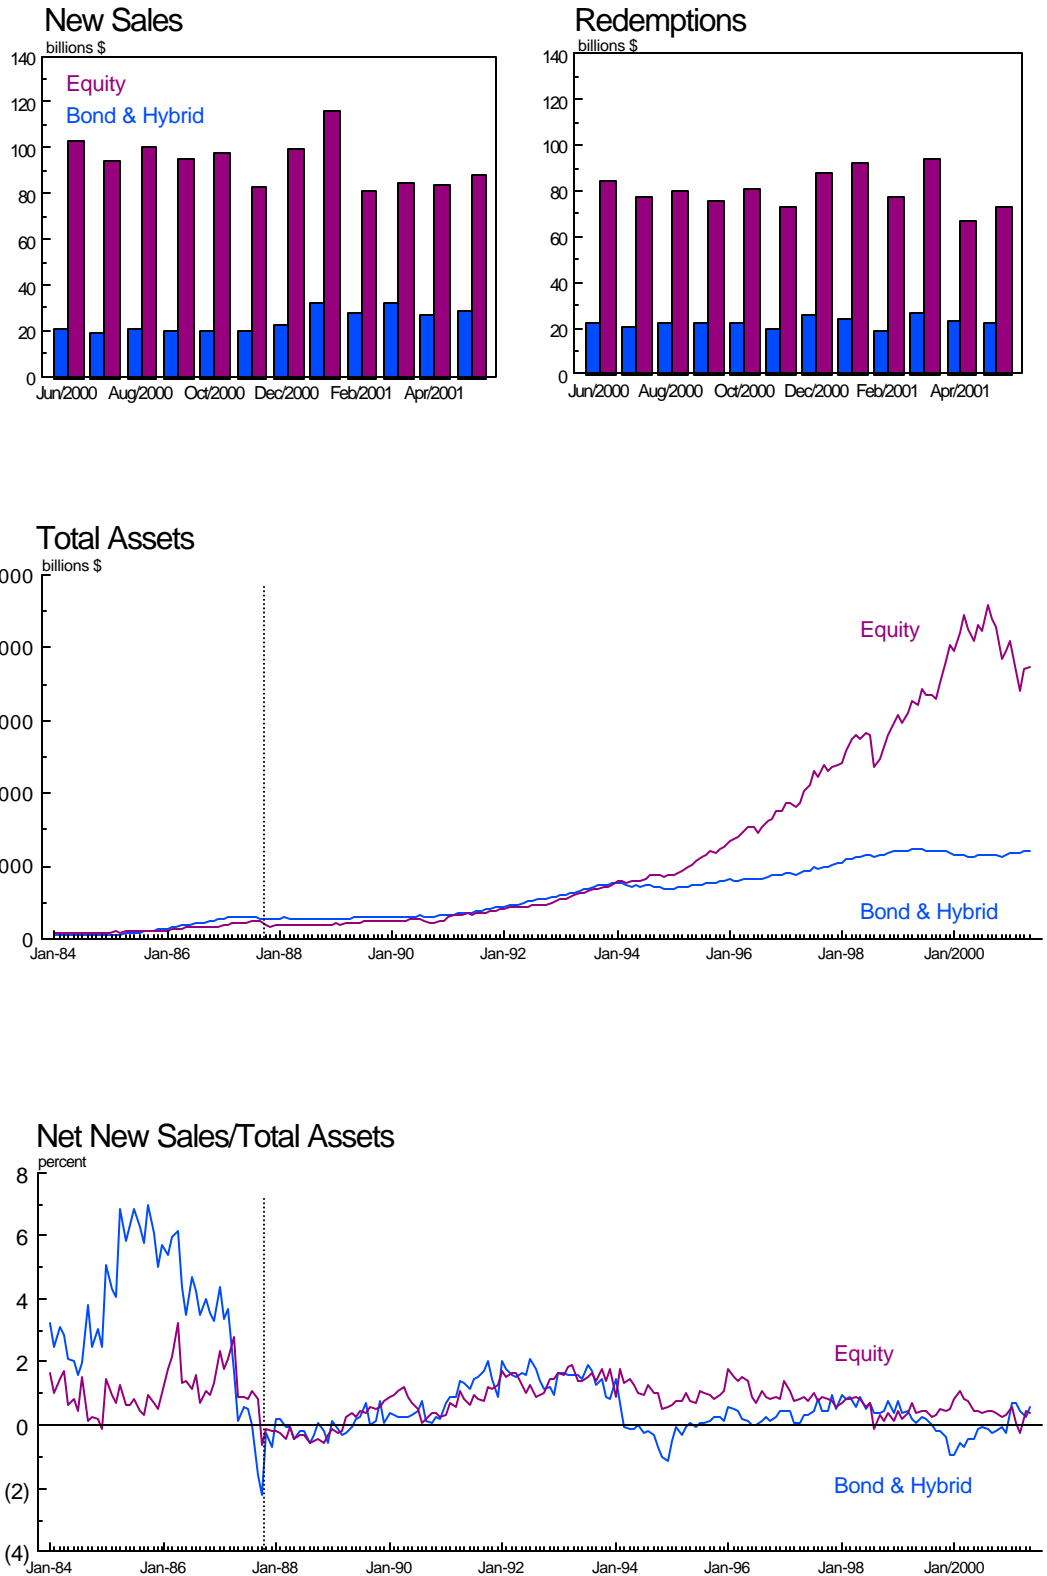 New Sales
billions $
140
120
100
80
60
40
20
0
Equity
Bond & Hybrid
Jun/2000 Aug/2000 Oct/2000 Dec/2000 Feb/2001 Apr/2001
Redemptions
billions $
140
120
100
80
60
40
20
0
Jun/2000 Aug/2000 Oct/2000 Dec/2000 Feb/2001 Apr/2001
Total Assets
billions $
000
000
000
000
000
0
Equity
Bond & Hybrid
Jan-84 Jan-86 Jan-88 Jan-90 Jan-92 Jan-94 Jan-96 Jan-98 Jan/2000
Net New Sales/Total Assets
percent
8
6
4
2
0
(2)
(4)
Equity
Bond & Hybrid
Jan-84 Jan-86 Jan-88 Jan-90 Jan-92 Jan-94 Jan-96 Jan-98 Jan/2000